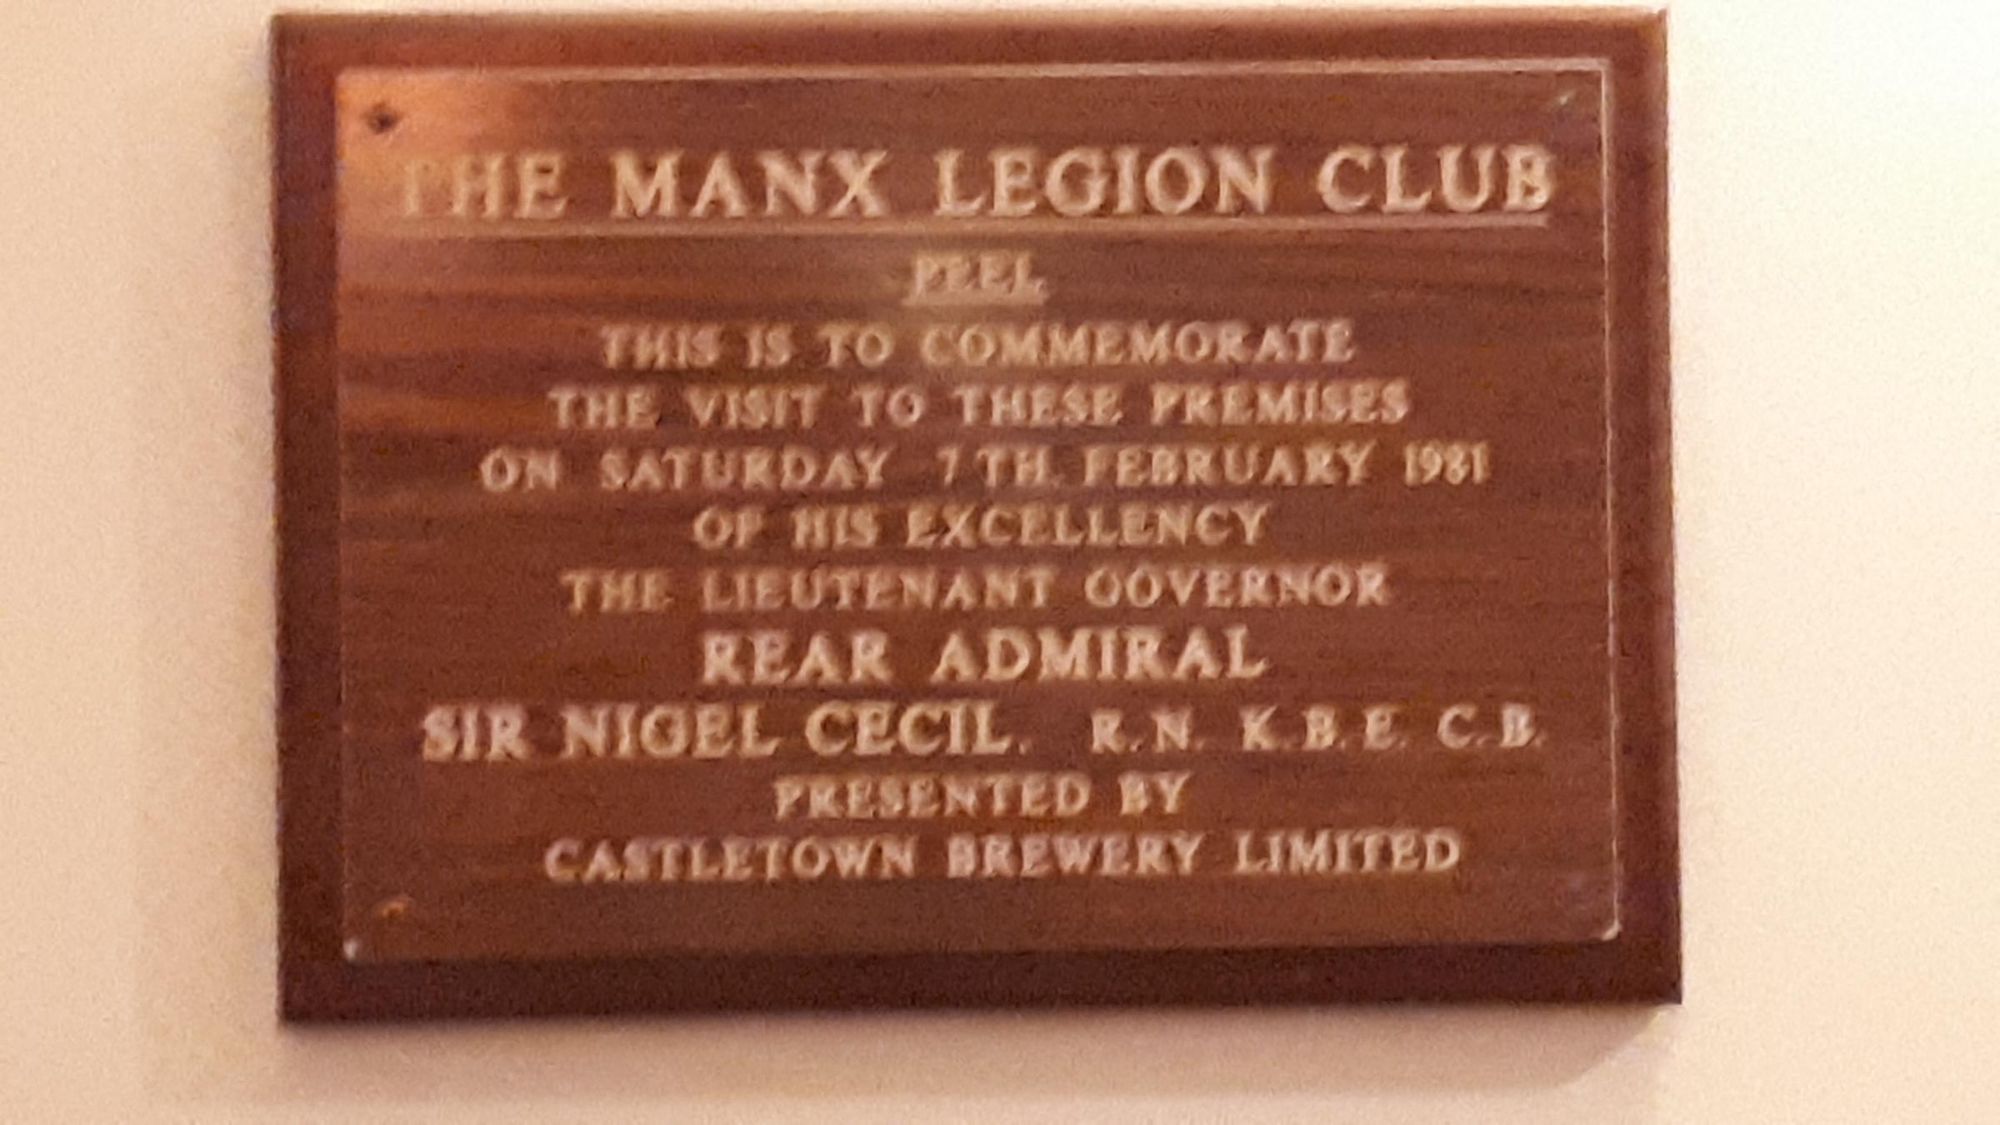 THE MANX LEGION CLUB
PEEL
THIS IS TO COMMEMORATE
THE VISIT TO THESE PREMISES
ON SATURDAY 7TH. FEBRUARY 1981
OF HIS EXCELLENCY
THE LIEUTENANT GOVERNOR
REAR ADMIRAL
SIR NIGEL CECIL. R.N. K.B.E. C.B.
PRESENTED BY
CASTLETOWN BREWERY LIMITED